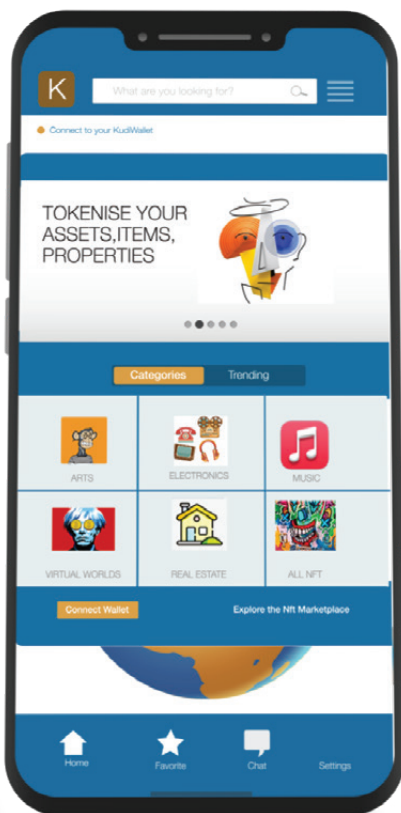 K
What are you looking for?
Connect to your KudiWallet
TOKENISE YOUR
ASSETS,ITEMS,
PROPERTIES
Categories Trending
ARTS ELECTRONICS MUSIC
VIRTUAL WORLDS REAL ESTATE ALL NFT
Connect Wallet Explore the Nft Marketplace
Home Favorite Chat Settings